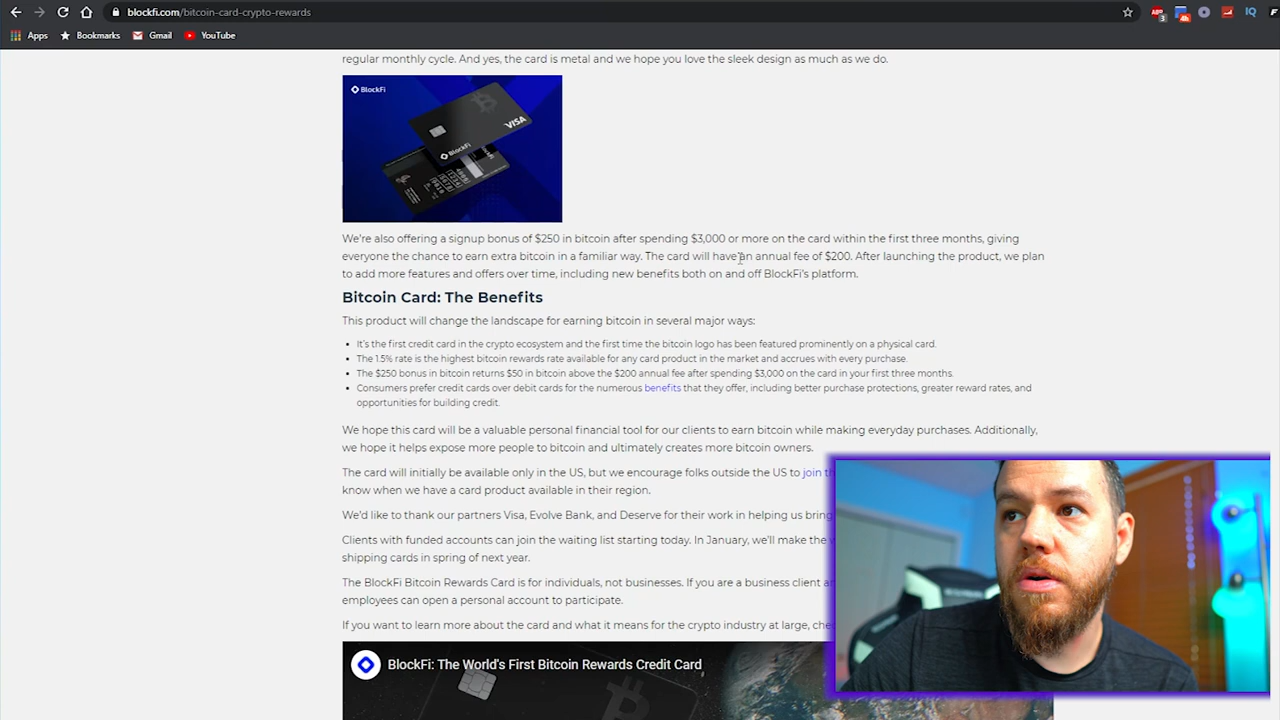 blockfi.com/bitcoin-card-crypto-rewards
Apps Bookmarks Gmail YouTube
regular monthly cycle. And yes, the card is metal and we hope you love the sleek design as much as we do.
BlockFi
VISA
BlockFi
We're also offering a signup bonus of $250 in bitcoin after spending $3,000 or more on the card within the first three months, giving
everyone the chance to earn extra bitcoin in a familiar way. The card will have an annual fee of $200. After launching the product, we plan
to add more features and offers over time, including new benefits both on and off BlockFi's platform.
Bitcoin Card: The Benefits
This product will change the landscape for earning bitcoin in several major ways:
• It's the first credit card in the crypto ecosystem and the first time the bitcoin logo has been featured prominently on a physical card.
• The 1.5% rate is the highest bitcoin rewards rate available for any card product in the market and accrues with every purchase.
• The $250 bonus in bitcoin returns $50 in bitcoin above the $200 annual fee after spending $3,000 on the card in your first three months.
• Consumers prefer credit cards over debit cards for the numerous benefits that they offer, including better purchase protections, greater reward rates, and
opportunities for building credit.
We hope this card will be a valuable personal financial tool for our clients to earn bitcoin while making everyday purchases. Additionally,
we hope it helps expose more people to bitcoin and ultimately creates more bitcoin owners.
The card will initially be available only in the US, but we encourage folks outside the US to join
know when we have a card product available in their region.
We'd like to thank our partners Visa, Evolve Bank, and Deserve for their work in helping us bring
Clients with funded accounts can join the waiting list starting today. In January, we'll make the
shipping cards in spring of next year.
The BlockFi Bitcoin Rewards Card is for individuals, not businesses. If you are a business client
employees can open a personal account to participate.
If you want to learn more about the card and what it means for the crypto industry at large,
BlockFi: The World's First Bitcoin Rewards Credit Card